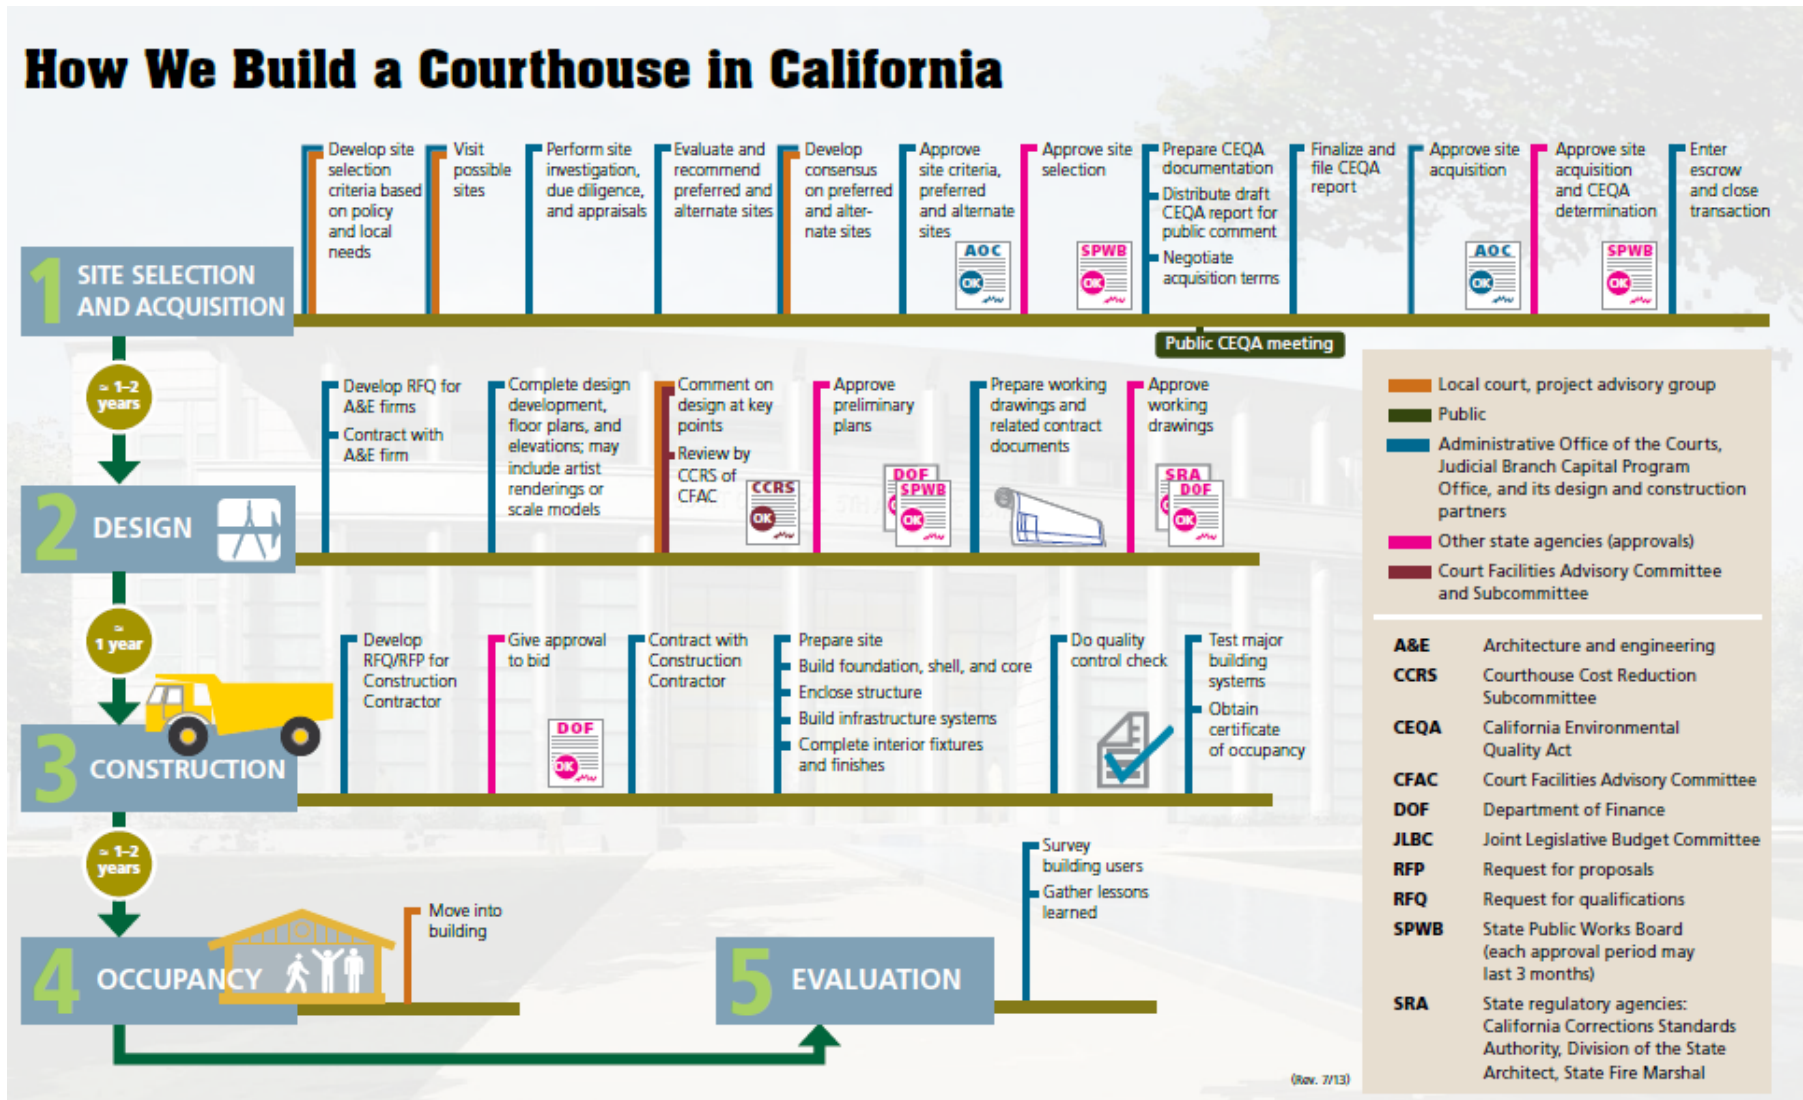 How We Build a Courthouse in California
Develop site
selection
criteria based
on policy
and local
needs
Visit
possible
sites
Perform site
investigation,
due diligence,
and appraisals
Evaluate and
recommend
preferred and
alternate sites
Develop
consensus
on preferred
and alter-
nate sites
Approve
site criteria,
preferred
and alternate
sites
AOC
OK
Approve site
selection
SPWB
OK
Prepare CEQA
documentation
Distribute draft
CEQA report for
public comment
Negotiate
acquisition terms
Finalize and
file CEQA
report
Approve site
acquisition
AOC
OK
Approve site
acquisition
and CEQA
determination
SPWB
OK
Enter
escrow
and close
transaction
1 SITE SELECTION
AND ACQUISITION
Public CEQA meeting
≃ 1–2
years
Develop RFQ for
A&E firms
Contract with
A&E firm
Complete design
development,
floor plans, and
elevations; may
include artist
renderings or
scale models
Comment on
design at key
points
Review by
CCRS of
CFAC
CCRS
OK
Approve
preliminary
plans
DOF
SPWB
OK
Prepare working
drawings and
related contract
documents
Approve
working
drawings
SRA
DOF
OK
2 DESIGN
≃
1 year
Develop
RFQ/RFP for
Construction
Contractor
Give approval
to bid
DOF
OK
Contract with
Construction
Contractor
Prepare site
Build foundation, shell, and core
Enclose structure
Build infrastructure systems
Complete interior fixtures
and finishes
Do quality
control check
Test major
building
systems
Obtain
certificate
of occupancy
3 CONSTRUCTION
≃ 1–2
years
Move into
building
4 OCCUPANCY
Survey
building users
Gather lessons
learned
5 EVALUATION
Local court, project advisory group
Public
Administrative Office of the Courts,
Judicial Branch Capital Program
Office, and its design and construction
partners
Other state agencies (approvals)
Court Facilities Advisory Committee
and Subcommittee
A&E Architecture and engineering
CCRS Courthouse Cost Reduction
Subcommittee
CEQA California Environmental
Quality Act
CFAC Court Facilities Advisory Committee
DOF Department of Finance
JLBC Joint Legislative Budget Committee
RFP Request for proposals
RFQ Request for qualifications
SPWB State Public Works Board
(each approval period may
last 3 months)
SRA State regulatory agencies:
California Corrections Standards
Authority, Division of the State
Architect, State Fire Marshal
(Rev. 7/13)